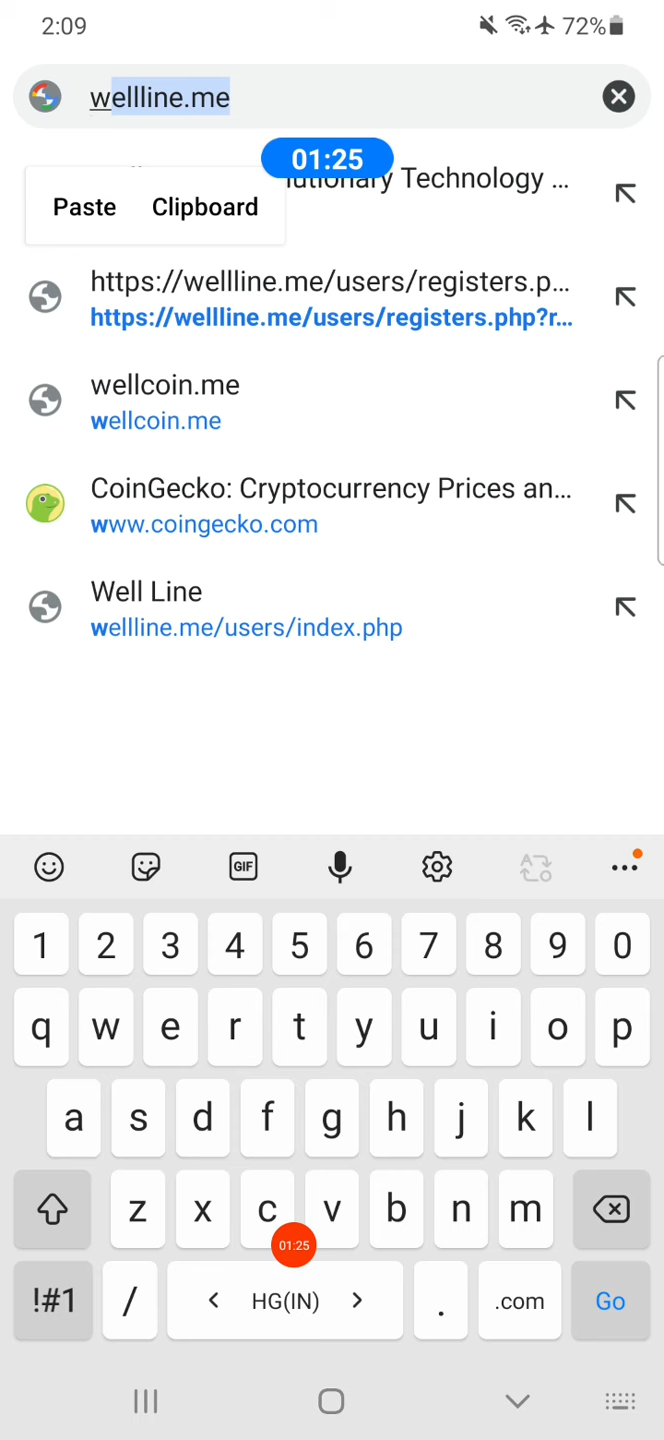 2:09
72%
wellline.me
01:25
lutionary Technology ...
Paste Clipboard
https://wellline.me/users/registers.p...
https://wellline.me/users/registers.php?r...
wellcoin.me
wellcoin.me
CoinGecko: Cryptocurrency Prices an...
www.coingecko.com
Well Line
wellline.me/users/index.php
GIF
1 2 3 4 5 6 7 8 9 0
q w e r t y u i o p
a s d f g h j k l
z x c v b n m
01:25
!#1 / < HG(IN) > . .com Go